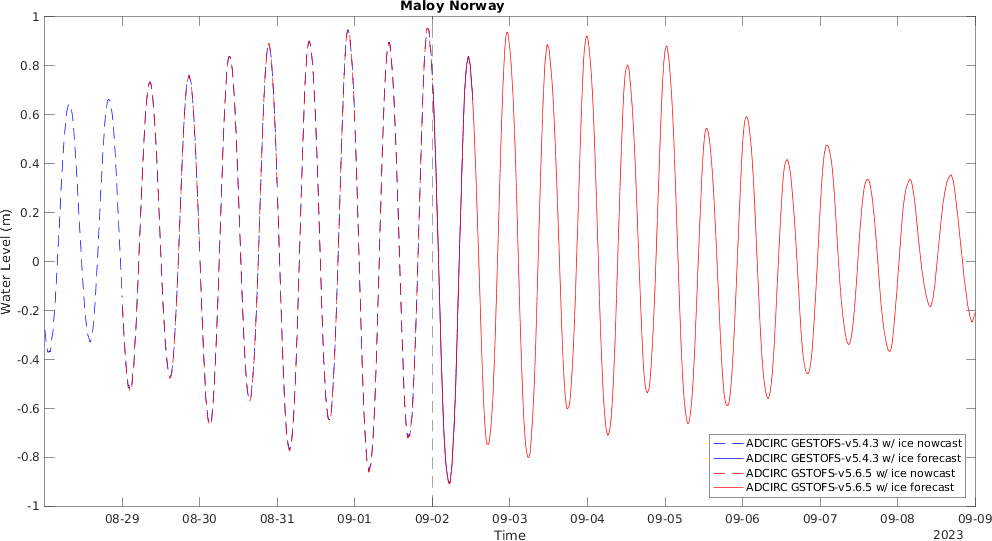 Maloy Norway
1
0.8
0.6
0.4
0.2
0
-0.2
-0.4
-0.6
-0.8
-1
Water Level (m)
ADCIRC GESTOFS-v5.4.3 w/ ice nowcast
ADCIRC GESTOFS-v5.4.3 w/ ice forecast
ADCIRC GSTOFS-v5.6.5 w/ ice nowcast
ADCIRC GSTOFS-v5.6.5 w/ ice forecast
08-29 08-30 08-31 09-01 09-02 09-03 09-04 09-05 09-06 09-07 09-08 09-09
Time
2023